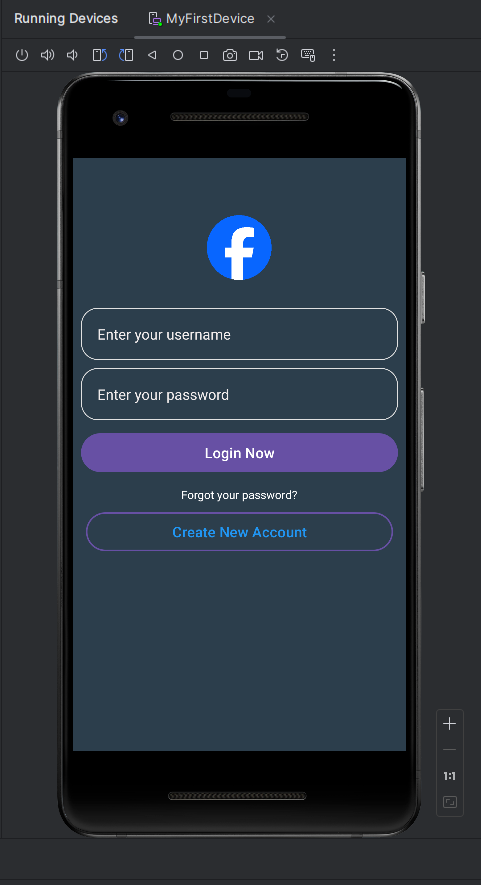 Running Devices
MyFirstDevice
f
Enter your username
Enter your password
Login Now
Forgot your password?
Create New Account
1:1